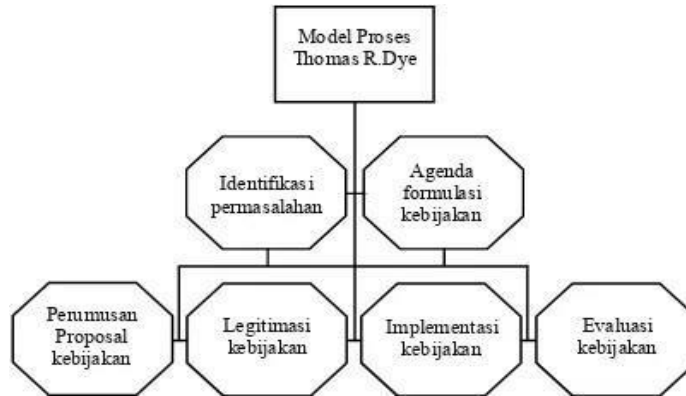 Model Proses
Thomas R.Dye
Identifikasi
permasalahan
Agenda
formulasi
kebijakan
Perumusan
Proposal
kebijakan
Legitimasi
kebijakan
Implementasi
kebijakan
Evaluasi
kebijakan